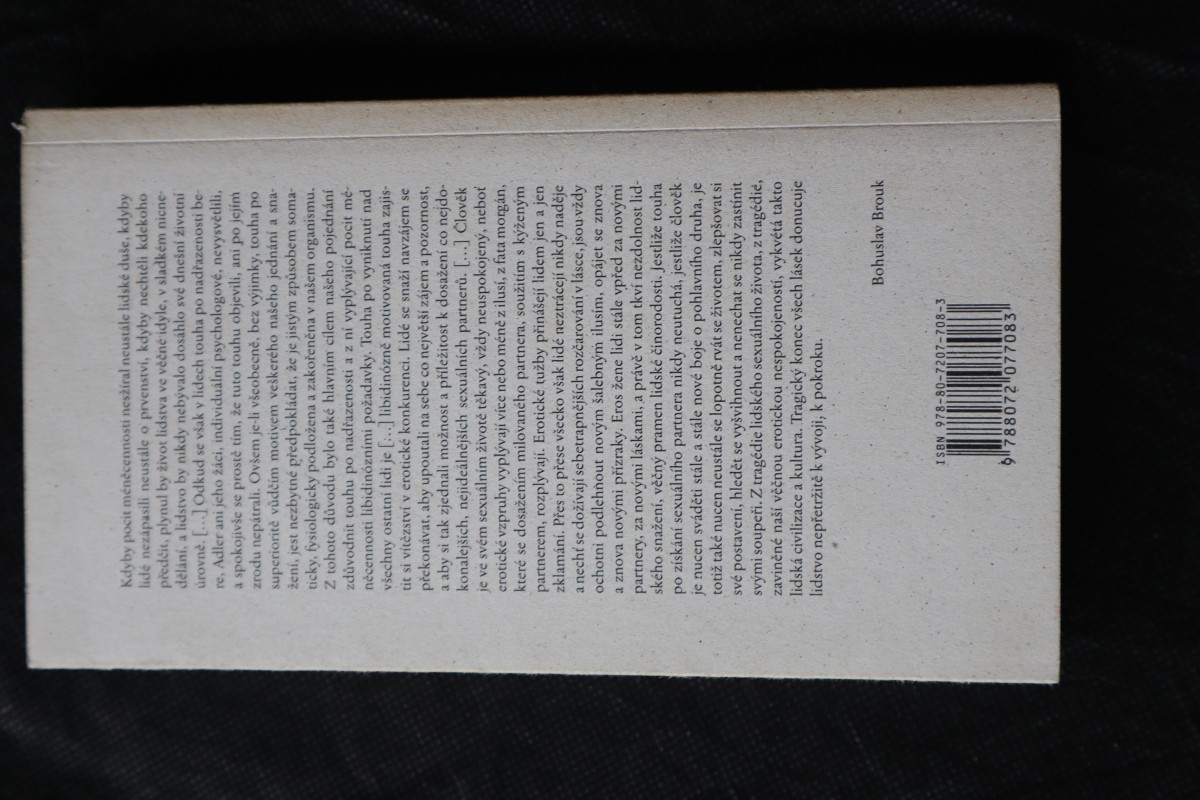 Kdyby pocit méněcennosti nesžíral neustále lidské duše, kdyby
lidé nezápasili neustále o prvenství, kdyby nechtěli kdekoho
předčit, plynul by život lidstva ve věčné idyle, v sladkém nicne-
dělání, a lidstvo by nikdy nebývalo dosáhlo své dnešní životní
úrovně. [...] Odkud se však v lidech touha po nadřazenosti be-
re, Adler ani jeho žáci, individuální psychologové, nevysvětlili,
a spokojivše se prostě tím, že tuto touhu objevili, ani po jejím
zrodu nepátrali. Ovšem je-li všeobecně, bez výjimky, touha po
superioritě vůdčím motivem veškerého našeho jednání a sna-
žení, jest nezbytné předpokládat, že je jistým způsobem soma-
ticky, fysiologicky podložena a zakořeněna v našem organismu.
Z tohoto důvodu bylo také hlavním cílem našeho pojednání
zdůvodnit touhu po nadřazenosti a z ní vyplývající pocit mé-
něcennosti libidinózními požadavky. Touha po vyniknutí nad
všechny ostatní lidi je [...] libidinózně motivovaná touha zajis-
tit si vítězství v erotické konkurenci. Lidé se snaží navzájem se
překonávat, aby upoutali na sebe co největší zájem a pozornost,
a aby si tak zjednali možnost a příležitost k dosažení co nejdo-
konalejších, nejideálnějších sexuálních partnerů. [...] Člověk
je ve svém sexuálním životě těkavý, vždy neuspokojený, neboť
erotické vzpruhy vyplývají více nebo méně z ilusí, z fata morgán,
které se dosažením milovaného partnera, soužitím s kýženým
partnerem, rozplývají. Erotické tužby přinášejí lidem jen a jen
zklamání. Přes to přese všecko však lidé neztrácejí nikdy naděje
a nechť se dožívají sebetrapnějších rozčarování v lásce, jsou vždy
ochotni podlehnout novým šalebným ilusím, opájet se znova
a znova novými přízraky. Eros žene lidi stále vpřed za novými
partnery, za novými láskami, a právě v tom tkví nezdolnost lid-
ského snažení, věčný pramen lidské činorodosti. Jestliže touha
po získání sexuálního partnera nikdy neutuchá, jestliže člověk
je nucen sváděti stále a stále nové boje o pohlavního druha, je
totiž také nucen neustále se lopotně rvát se životem, zlepšovat si
své postavení, hledět se vyšvihnout a nenechat se nikdy zastínit
svými soupeři. Z tragédie lidského sexuálního života, z tragédie,
zaviněné naší věčnou erotickou nespokojeností, vykvétá takto
lidská civilizace a kultura. Tragický konec všech lásek donucuje
lidstvo nepřetržitě k vývoji, k pokroku.
Bohuslav Brouk
ISBN 978-80-7207-708-3
9 788072 077083